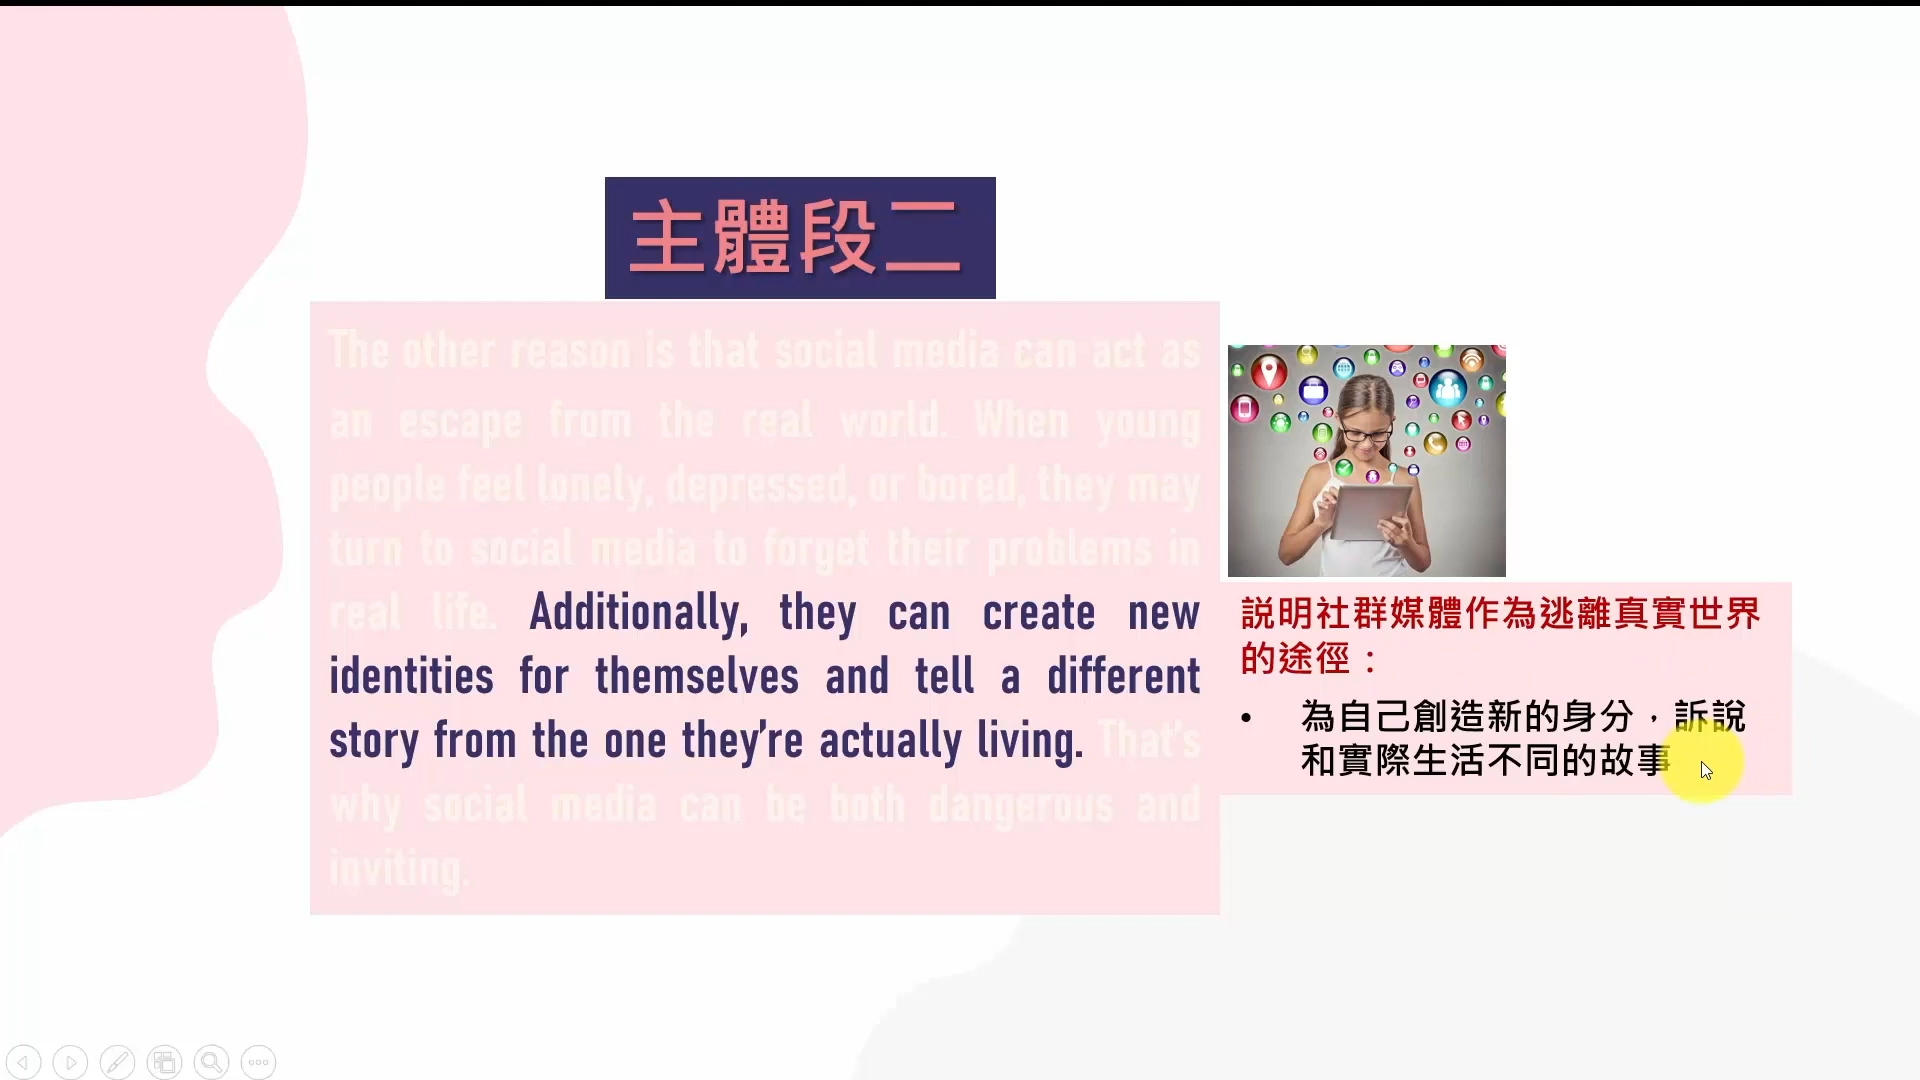 主體段二
The other reason is that social media can act as
an escape from the real world. When young
people feel lonely, depressed, or bored, they may
turn to social media to forget their problems in
real life. Additionally, they can create new
identities for themselves and tell a different
story from the one they're actually living. That's
why social media can be both dangerous and
inviting.
說明社群媒體作為逃離真實世界
的途徑：
• 為自己創造新的身分，訴說
和實際生活不同的故事